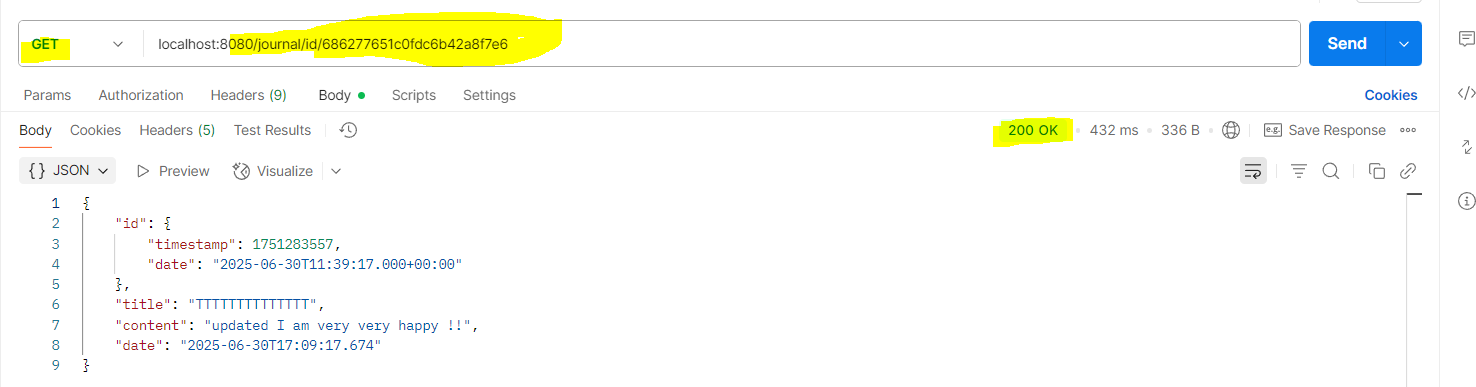 GET localhost:8080/journal/id/686277651c0fdc6b42a8f7e6 Send
Params Authorization Headers (9) Body Scripts Settings Cookies
Body Cookies Headers (5) Test Results 200 OK 432 ms 336 B e.g. Save Response
{} JSON Preview Visualize
1 {
2 "id": {
3 "timestamp": 1751283557,
4 "date": "2025-06-30T11:39:17.000+00:00"
5 },
6 "title": "TTTTTTTTTTTTTT",
7 "content": "updated I am very very happy !!",
8 "date": "2025-06-30T17:09:17.674"
9 }